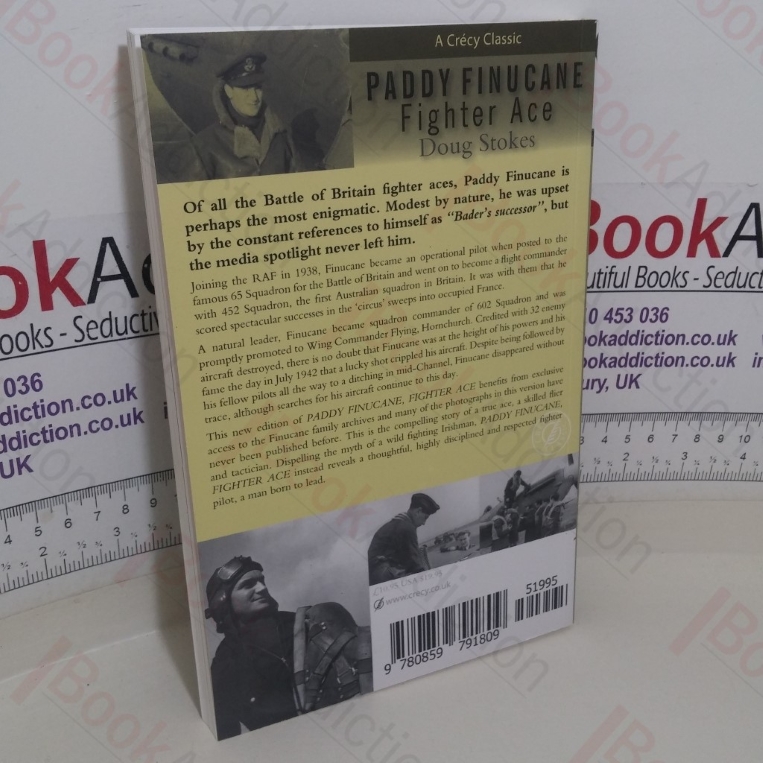 A Crécy Classic
PADDY FINUCANE
Fighter Ace
Doug Stokes
Of all the Battle of Britain fighter aces, Paddy Finucane is
perhaps the most enigmatic. Modest by nature, he was upset
by the constant references to himself as "Bader's successor", but
the media spotlight never left him.
Joining the RAF in 1938, Finucane became an operational pilot when posted to the
famous 65 Squadron for the Battle of Britain and went on to become a flight commander
with 452 Squadron, the first Australian squadron in Britain. It was with them that he
scored spectacular successes in the 'circus' sweeps into occupied France.
A natural leader, Finucane became squadron commander of 602 Squadron and was
promptly promoted to Wing Commander Flying, Hornchurch. Credited with 32 enemy
aircraft destroyed, there is no doubt that Finucane was at the height of his powers and his
fame the day in July 1942 that a lucky shot crippled his aircraft. Despite being followed by
his fellow pilots all the way to a ditching in mid-Channel, Finucane disappeared without
trace, although searches for his aircraft continue to this day.
This new edition of PADDY FINUCANE, FIGHTER ACE benefits from exclusive
access to the Finucane family archives and many of the photographs in this version have
never been published before. This is the compelling story of a true ace, a skilled flier
and tactician. Dispelling the myth of a wild fighting Irishman, PADDY FINUCANE,
FIGHTER ACE instead reveals a thoughtful, highly disciplined and respected fighter
pilot, a man born to lead.
www.crecy.co.uk
51995
9 780859 791809
ookAd
ooks - Seductiv
036
diction.co.uk
diction.co.uk
UK
BookA
utiful Books - Seduc
0 453 036
ookaddiction.co.uk
ookaddiction.co.uk
ury, UK
BookAddiction